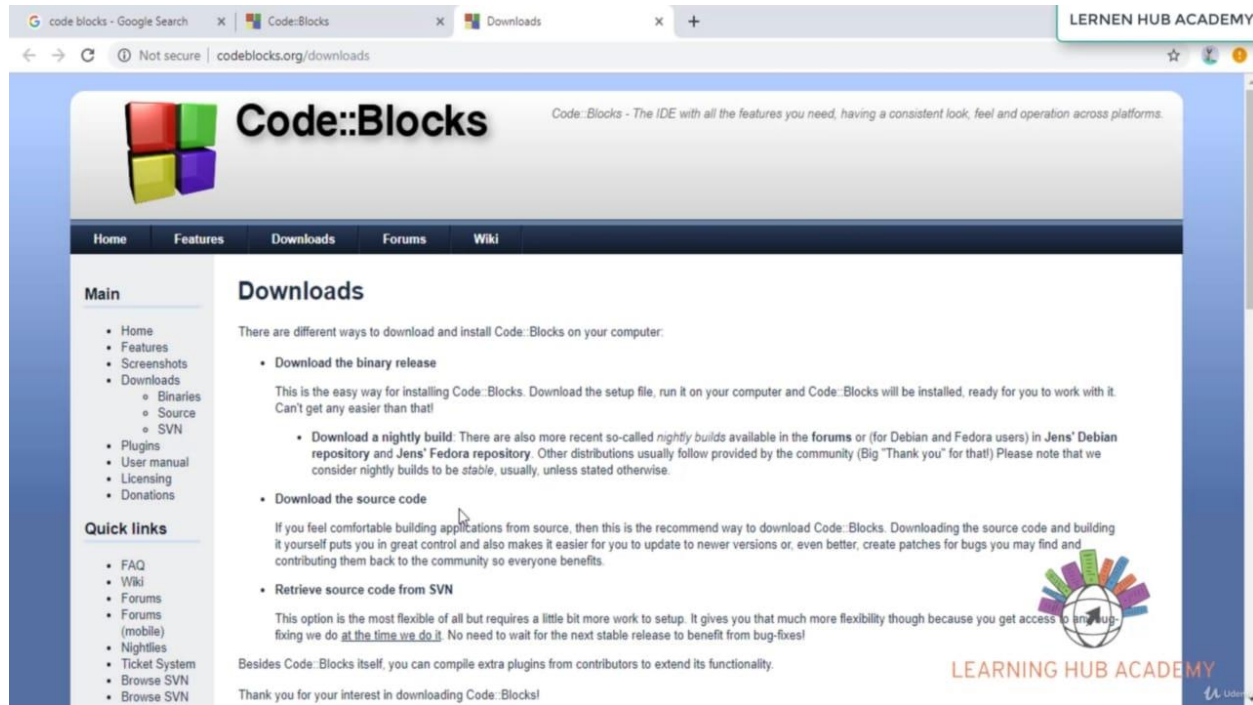 code blocks - Google Search
Code::Blocks
Downloads
LERNEN HUB ACADEMY
Not secure
codeblocks.org/downloads
Code::Blocks
Code::Blocks - The IDE with all the features you need, having a consistent look, feel and operation across platforms.
Home
Features
Downloads
Forums
Wiki
Main
Home
Features
Screenshots
Downloads
Binaries
Source
SVN
Plugins
User manual
Licensing
Donations
Quick links
FAQ
Wiki
Forums
Forums
(mobile)
Nightlies
Ticket System
Browse SVN
Browse SVN
Downloads
There are different ways to download and install Code::Blocks on your computer:
Download the binary release
This is the easy way for installing Code::Blocks. Download the setup file, run it on your computer and Code::Blocks will be installed, ready for you to work with it.
Can't get any easier than that!
Download a nightly build: There are also more recent so-called nightly builds available in the forums or (for Debian and Fedora users) in Jens' Debian
repository and Jens' Fedora repository. Other distributions usually follow provided by the community (Big "Thank you" for that!) Please note that we
consider nightly builds to be stable, usually, unless stated otherwise.
Download the source code
If you feel comfortable building applications from source, then this is the recommend way to download Code::Blocks. Downloading the source code and building
it yourself puts you in great control and also makes it easier for you to update to newer versions or, even better, create patches for bugs you may find and
contributing them back to the community so everyone benefits.
Retrieve source code from SVN
This option is the most flexible of all but requires a little bit more work to setup. It gives you that much more flexibility though because you get access to any bug-
fixing we do at the time we do it. No need to wait for the next stable release to benefit from bug-fixes!
Besides Code::Blocks itself, you can compile extra plugins from contributors to extend its functionality.
Thank you for your interest in downloading Code::Blocks!
LEARNING HUB ACADEMY